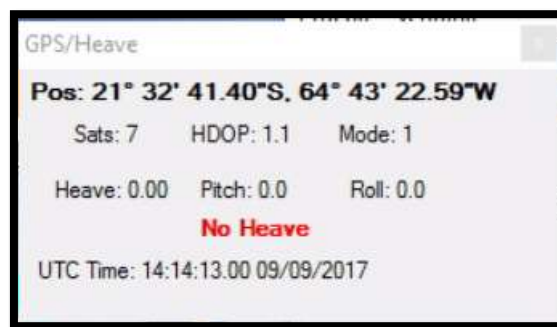 GPS/Heave
Pos: 21° 32' 41.40"S, 64° 43' 22.59"W
Sats: 7 HDOP: 1.1 Mode: 1
Heave: 0.00 Pitch: 0.0 Roll: 0.0
No Heave
UTC Time: 14:14:13.00 09/09/2017